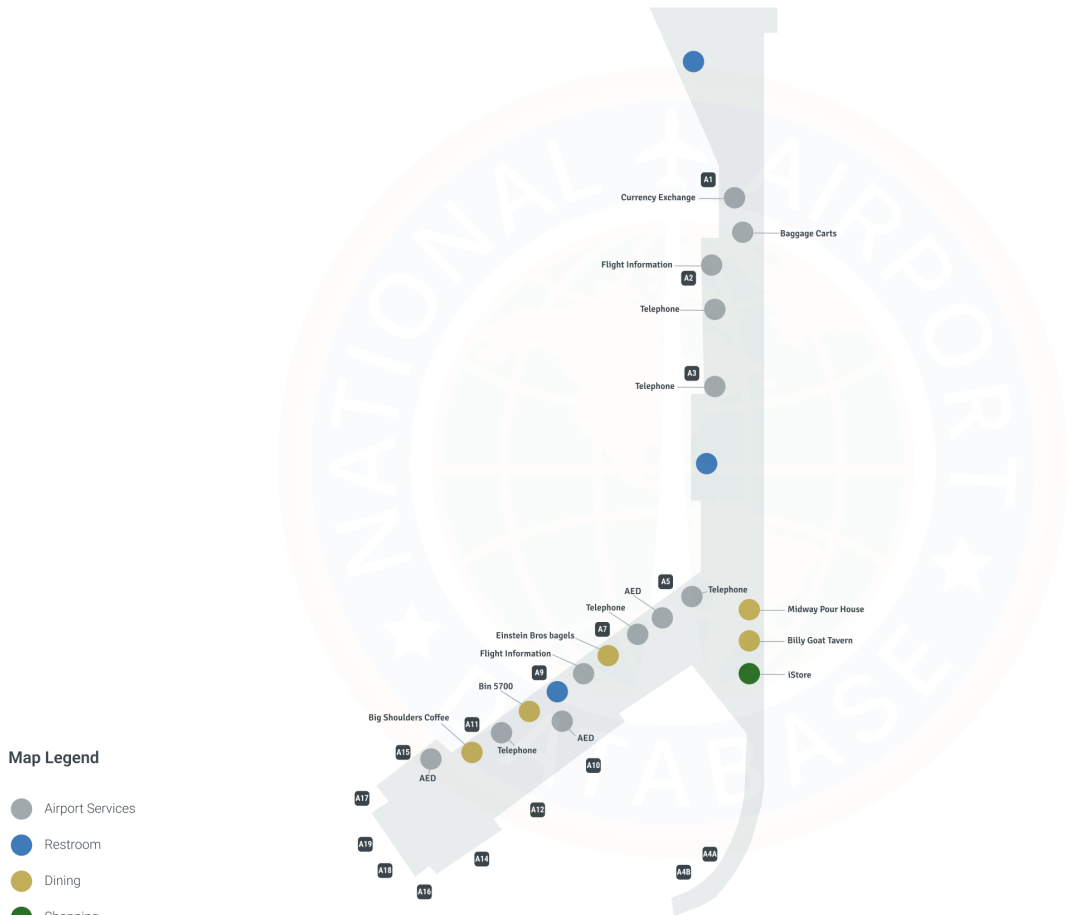 A1
Currency Exchange
Baggage Carts
Flight Information
A2
Telephone
A3
Telephone
A5
AED
Telephone
Telephone
Midway Pour House
A7
Einstein Bros bagels
Billy Goat Tavern
Flight Information
A9
iStore
Bin 5700
Big Shoulders Coffee
A11
AED
Telephone
A15
AED
A10
A17
A12
A19
A14
A18
A16
A4A
A4B
Map Legend
Airport Services
Restroom
Dining
Shopping
NATIONAL AIRPORT
DATABASE